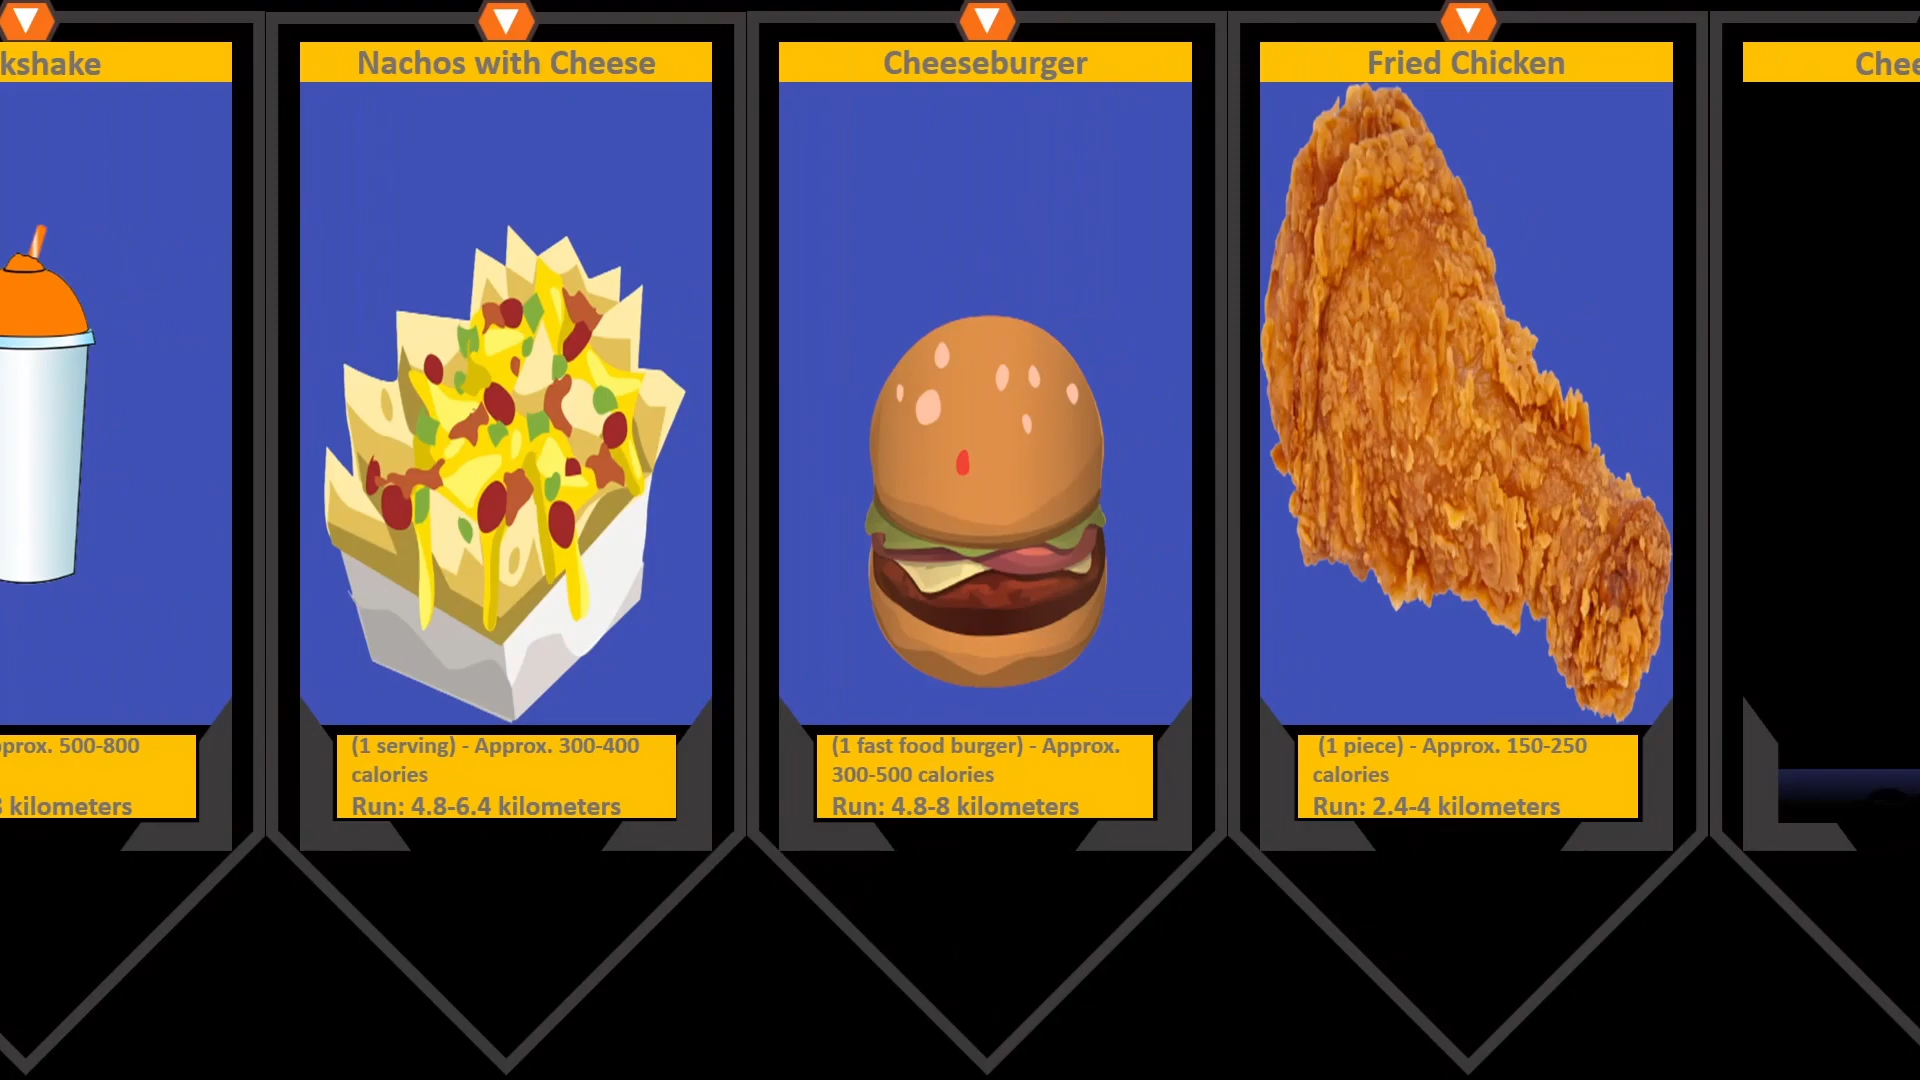 kshake
Nachos with Cheese
Cheeseburger
Fried Chicken
Chee
prox. 500-800
kilometers
(1 serving) - Approx. 300-400
calories
Run: 4.8-6.4 kilometers
(1 fast food burger) - Approx.
300-500 calories
Run: 4.8-8 kilometers
(1 piece) - Approx. 150-250
calories
Run: 2.4-4 kilometers